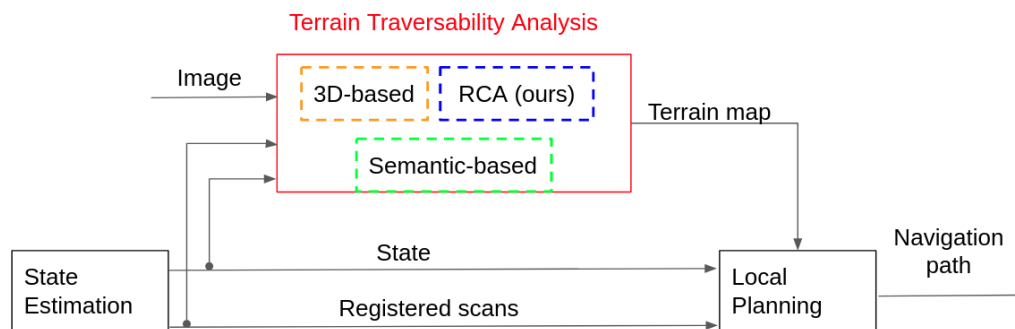 Terrain Traversability Analysis
Image
3D-based
RCA (ours)
Semantic-based
Terrain map
State
Estimation
State
Registered scans
Local
Planning
Navigation
path